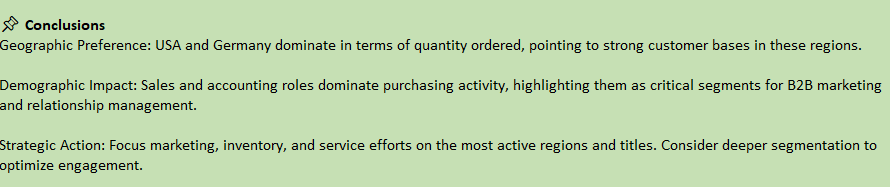 Conclusions
Geographic Preference: USA and Germany dominate in terms of quantity ordered, pointing to strong customer bases in these regions.
Demographic Impact: Sales and accounting roles dominate purchasing activity, highlighting them as critical segments for B2B marketing
and relationship management.
Strategic Action: Focus marketing, inventory, and service efforts on the most active regions and titles. Consider deeper segmentation to
optimize engagement.